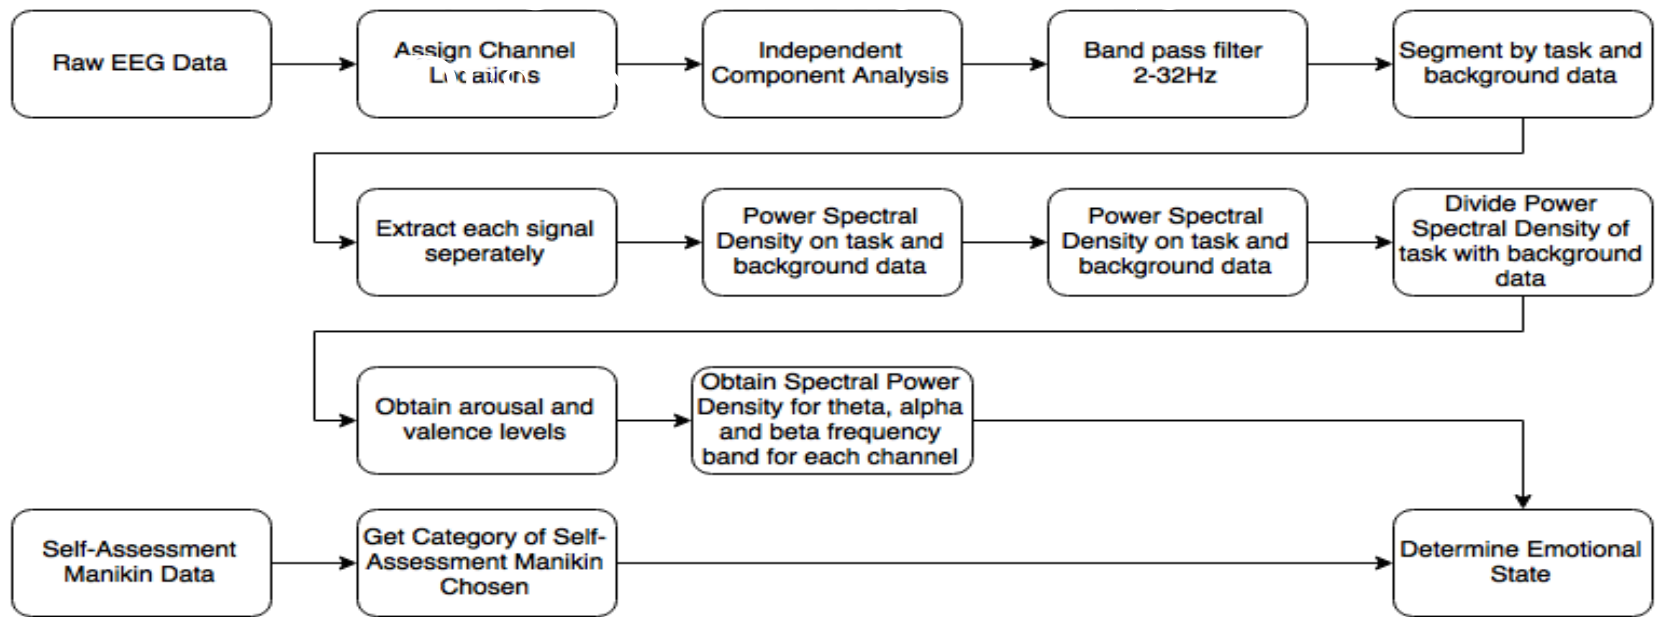 Raw EEG Data
Assign Channel
Locations
Independent
Component Analysis
Band pass filter
2-32Hz
Segment by task and
background data
Extract each signal
seperately
Power Spectral
Density on task and
background data
Power Spectral
Density on task and
background data
Divide Power
Spectral Density of
task with background
data
Obtain arousal and
valence levels
Obtain Spectral Power
Density for theta, alpha
and beta frequency
band for each channel
Self-Assessment
Manikin Data
Get Category of Self-
Assessment Manikin
Chosen
Determine Emotional
State